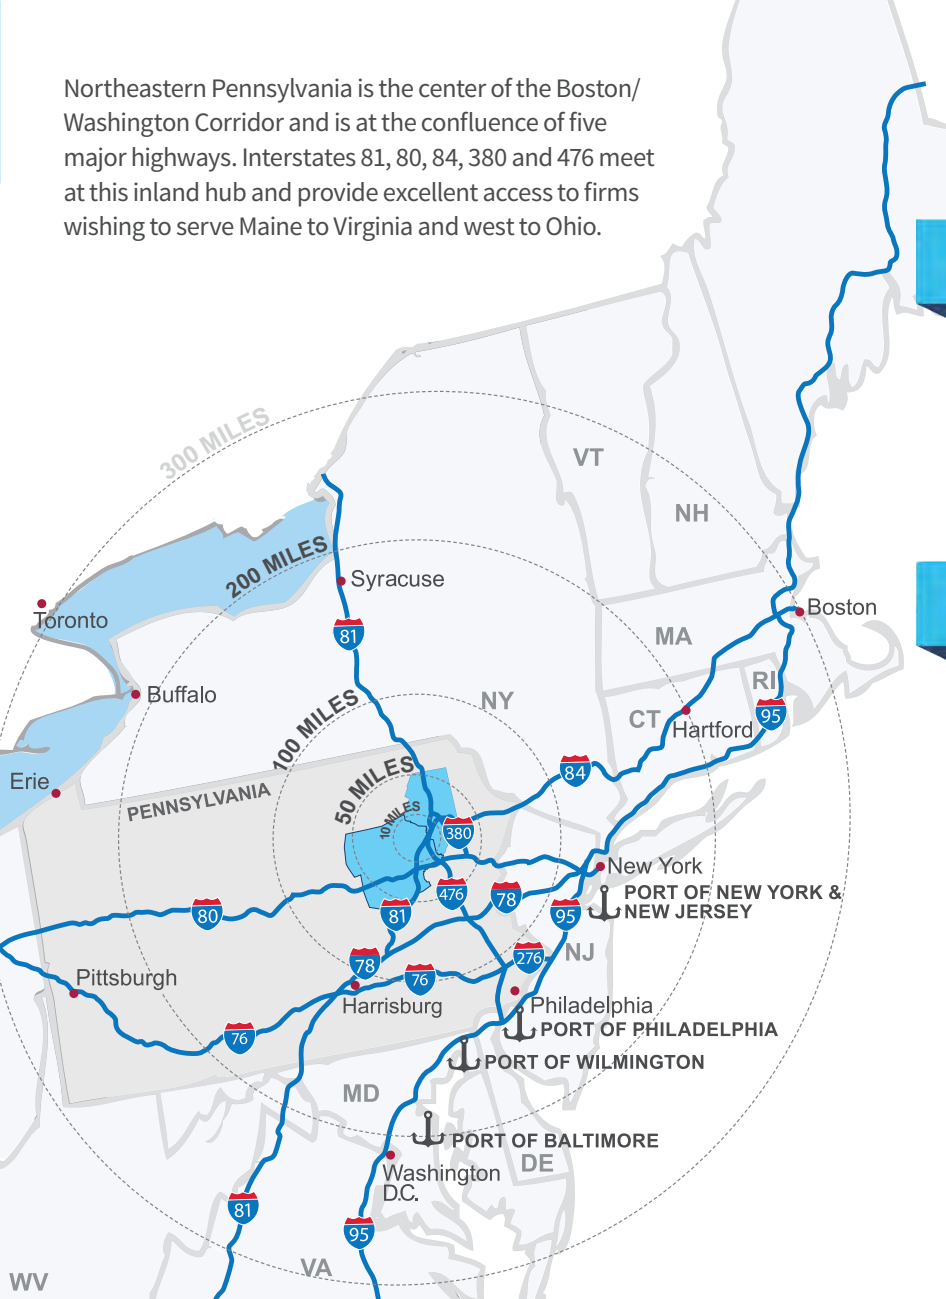 Northeastern Pennsylvania is the center of the Boston/
Washington Corridor and is at the confluence of five
major highways. Interstates 81, 80, 84, 380 and 476 meet
at this inland hub and provide excellent access to firms
wishing to serve Maine to Virginia and west to Ohio.
300 MILES
VT
NH
200 MILES
Syracuse
Toronto
Boston
81
MA
Buffalo
NY
RI
100 MILES
CT
95
Hartford
Erie
84
50 MILES
PENNSYLVANIA
10 MILES
380
New York
476
78
PORT OF NEW YORK &
NEW JERSEY
80
81
95
NJ
276
78
76
Pittsburgh
Harrisburg
Philadelphia
PORT OF PHILADELPHIA
76
PORT OF WILMINGTON
MD
PORT OF BALTIMORE
DE
Washington
D.C.
81
95
VA
WV